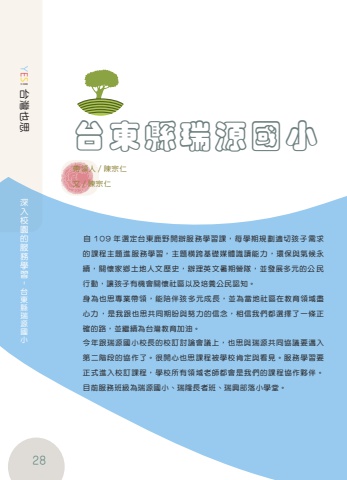 YES! 台灣也思
深入校園的服務學習，台東縣瑞源國小
台東縣瑞源國小
／陳宗仁
文／陳宗仁
自 109 年選定台東鹿野開辦服務學習課，每學期規劃適切孩子需求
的課程主題進服務學習，主題橫跨基礎媒體識讀能力，環保與氣候永
續，關懷家鄉土地人文歷史，辦理英文暑期營隊，並發展多元的公民
行動，讓孩子有機會關懷社區以及培養公民認知。
身為也思專業帶領，能陪伴孩多元成長，並為當地社區在教育領域盡
心力，是我跟也思共同期盼與努力的信念，相信我們都選擇了一條正
確的路，並繼續為台灣教育加油。
今年跟瑞源國小校長的校訂討論會議上，也思與瑞源共同協議要邁入
第二階段的協作了。很開心也思課程被學校肯定與看見。服務學習要
正式進入校訂課程，學校所有領域老師都會是我們的課程協作夥伴。
目前服務班級為瑞源國小、瑞隆長者班、瑞興部落小學堂。
28